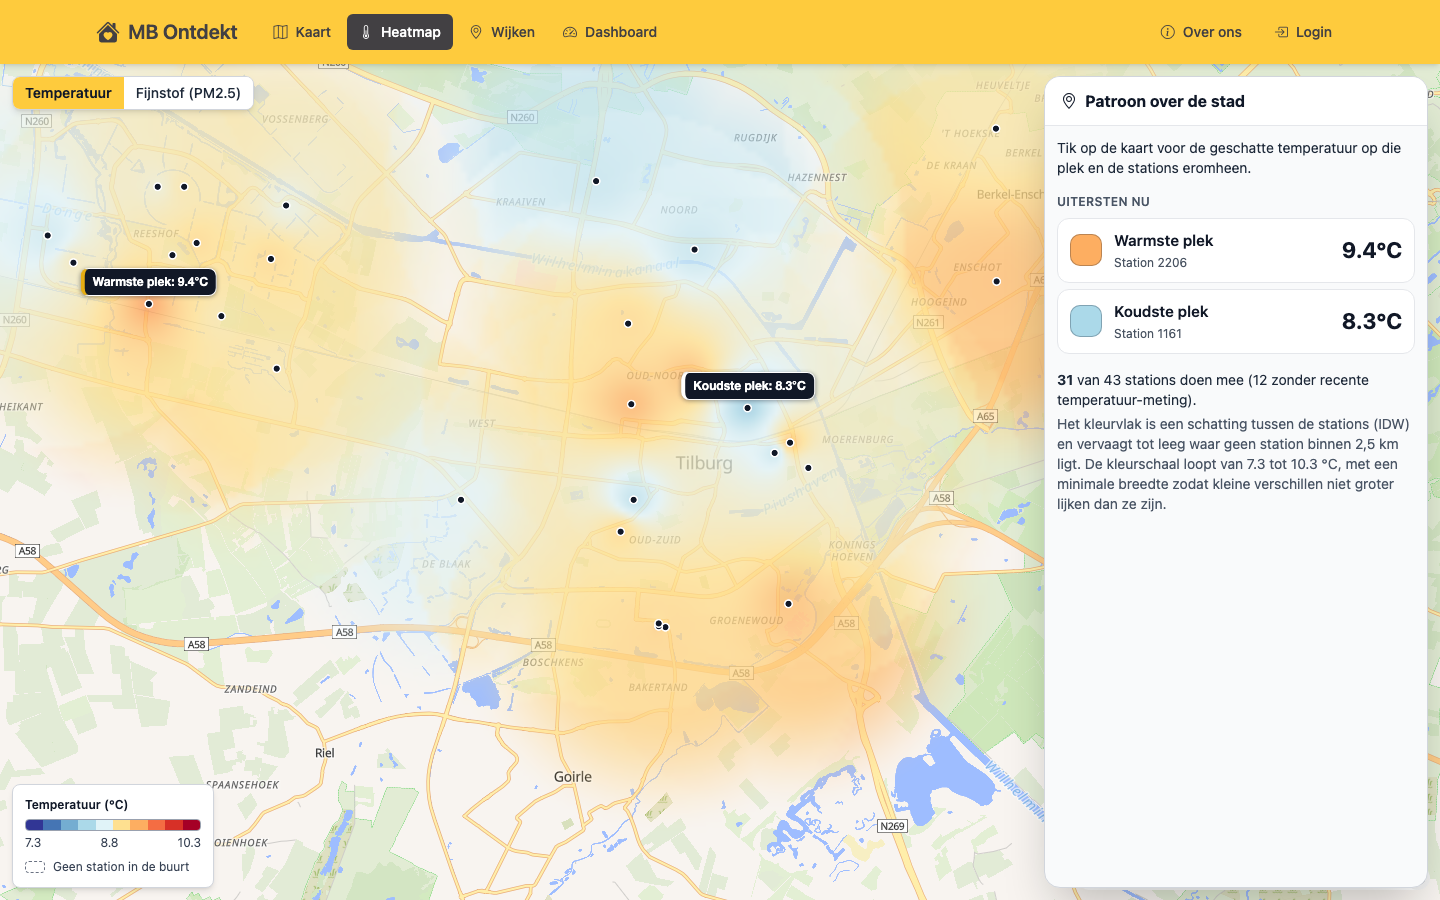 MB Ontdekt
Kaart
Heatmap
Wijken
Dashboard
Over ons
Login
Temperatuur
Fijnstof (PM2.5)
N260
VOSSENBERG
N260
RUGDIJK
HAZENNEST
KRAAIVEN
NOORD
HEUVELTJE
'T HOEKSKE
DE KRAAN
BERKEL
Berkel-Ensch
Donge
REESHOF
Wilhelminakanaal
ENSCHOT
HOOGEIND
N261
N260
Warmste plek: 9.4°C
OUD-NOO
Koudste plek: 8.3°C
HEIKANT
WEST
MOERENBURG
A65
Tilburg
Piushaven
A58
OUD-ZUID
KONINGSHOEVEN
A58
DE BLAAK
GROENEWOUD
A58
A58
A58
A58
BOSCHKENS
A58
BAKERTAND
ZANDEIND
Riel
Goirle
SPAANSEHOEK
OIENHOEK
N269
Temperatuur (°C)
7.3
8.8
10.3
Geen station in de buurt
Patroon over de stad
Tik op de kaart voor de geschatte temperatuur op die
plek en de stations eromheen.
UITERSTEN NU
Warmste plek
Station 2206
9.4°C
Koudste plek
Station 1161
8.3°C
31 van 43 stations doen mee (12 zonder recente
temperatuur-meting).
Het kleurvlak is een schatting tussen de stations (IDW)
en vervaagt tot leeg waar geen station binnen 2,5 km
ligt. De kleurschaal loopt van 7.3 tot 10.3 °C, met een
minimale breedte zodat kleine verschillen niet groter
lijken dan ze zijn.